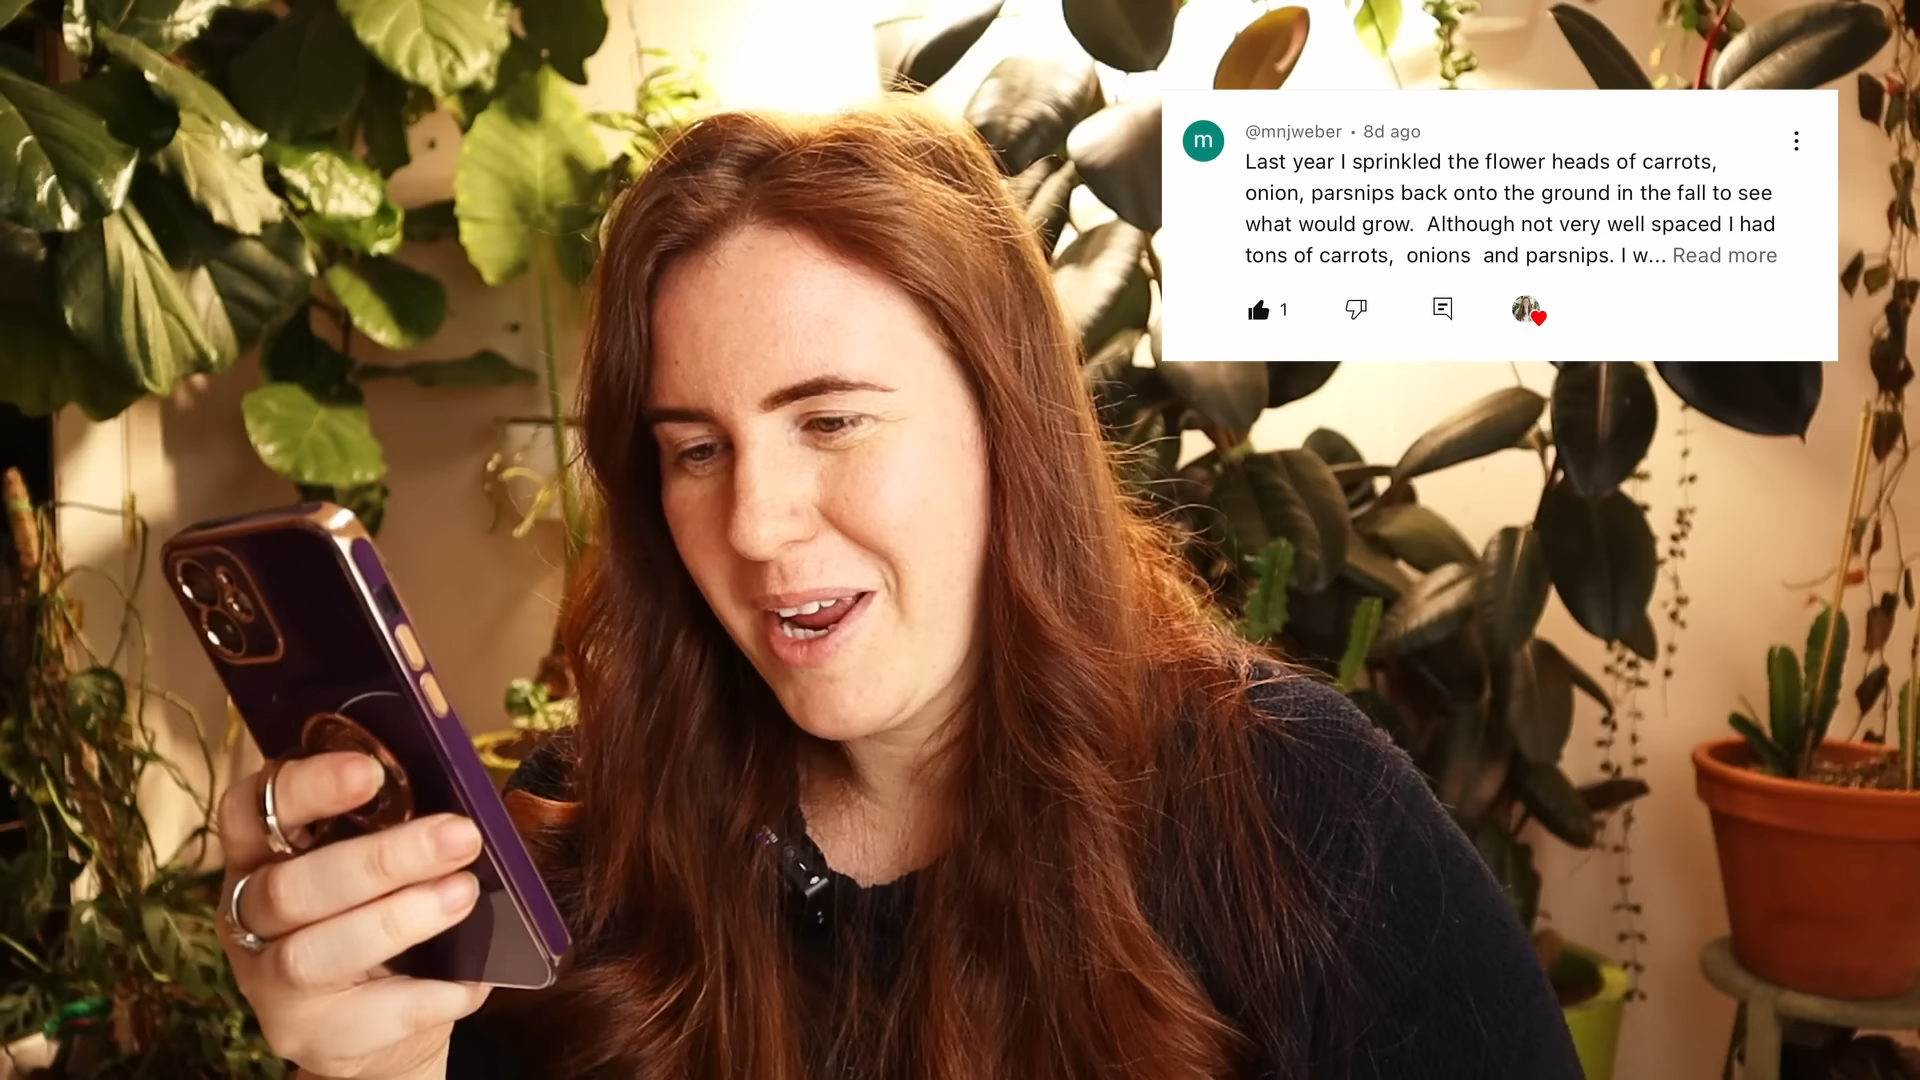 m
@mnjweber • 8d ago
Last year I sprinkled the flower heads of carrots,
onion, parsnips back onto the ground in the fall to see
what would grow.  Although not very well spaced I had
tons of carrots,  onions  and parsnips. I w... Read more
1